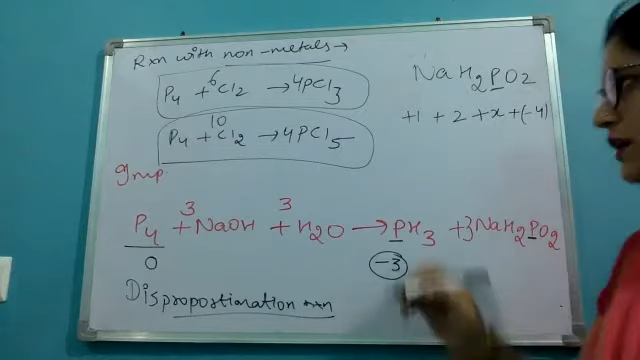 Rxn with non-metals →
P4 + 6Cl2 → 4PCl3
P4 + 10Cl2 → 4PCl5
NaH2PO2
+1 + 2 + x + (-4)
P4 + 3NaOH + 3H2O → PH3 + 3NaH2PO2
0
-3
Disproportionation rxn